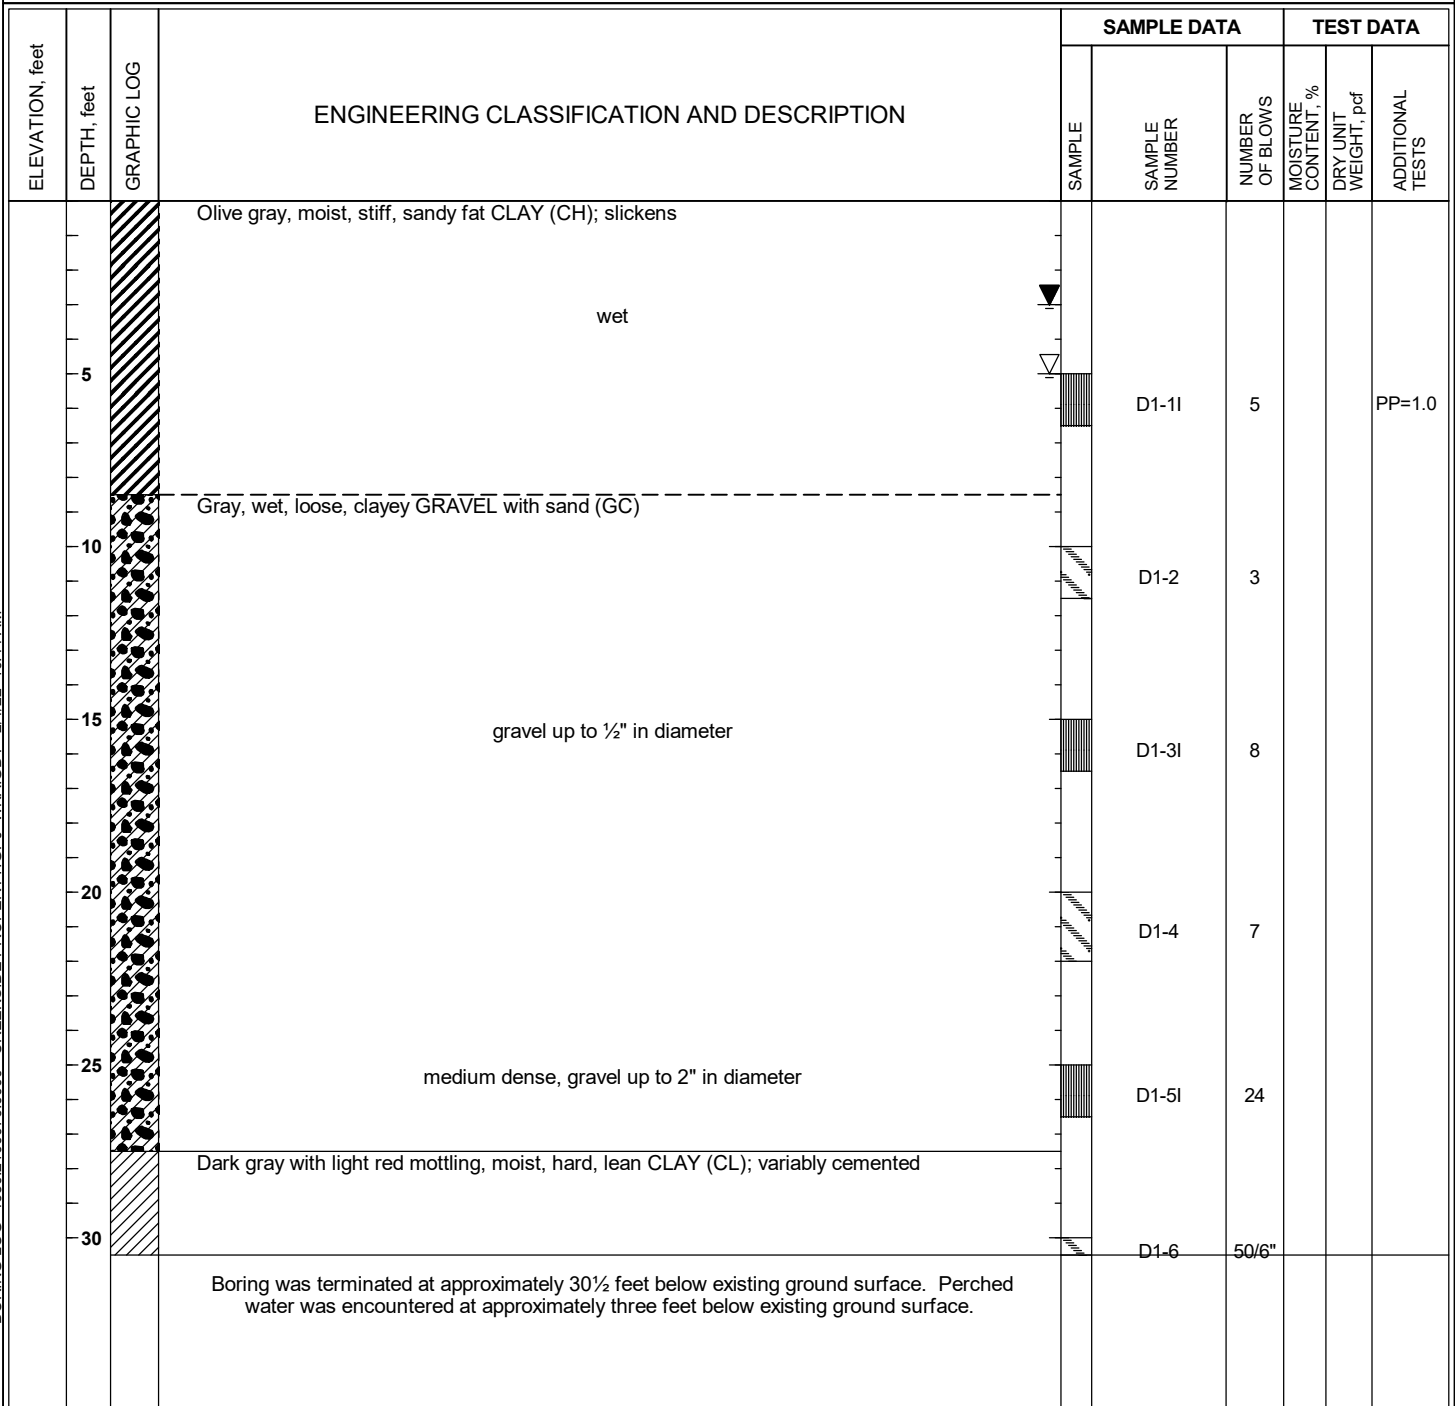 SAMPLE DATA TEST DATA
ELEVATION, feet
DEPTH, feet
GRAPHIC LOG
ENGINEERING CLASSIFICATION AND DESCRIPTION
SAMPLE
SAMPLE
NUMBER
NUMBER
OF BLOWS
MOISTURE
CONTENT, %
DRY UNIT
WEIGHT, pcf
ADDITIONAL
TESTS
Olive gray, moist, stiff, sandy fat CLAY (CH); slickens
wet
5
D1-1I 5 PP=1.0
Gray, wet, loose, clayey GRAVEL with sand (GC)
10
D1-2 3
15
gravel up to ½" in diameter
D1-3I 8
20
D1-4 7
25
medium dense, gravel up to 2" in diameter
D1-5I 24
Dark gray with light red mottling, moist, hard, lean CLAY (CL); variably cemented
30
D1-6 50/6"
Boring was terminated at approximately 30½ feet below existing ground surface. Perched
water was encountered at approximately three feet below existing ground surface.